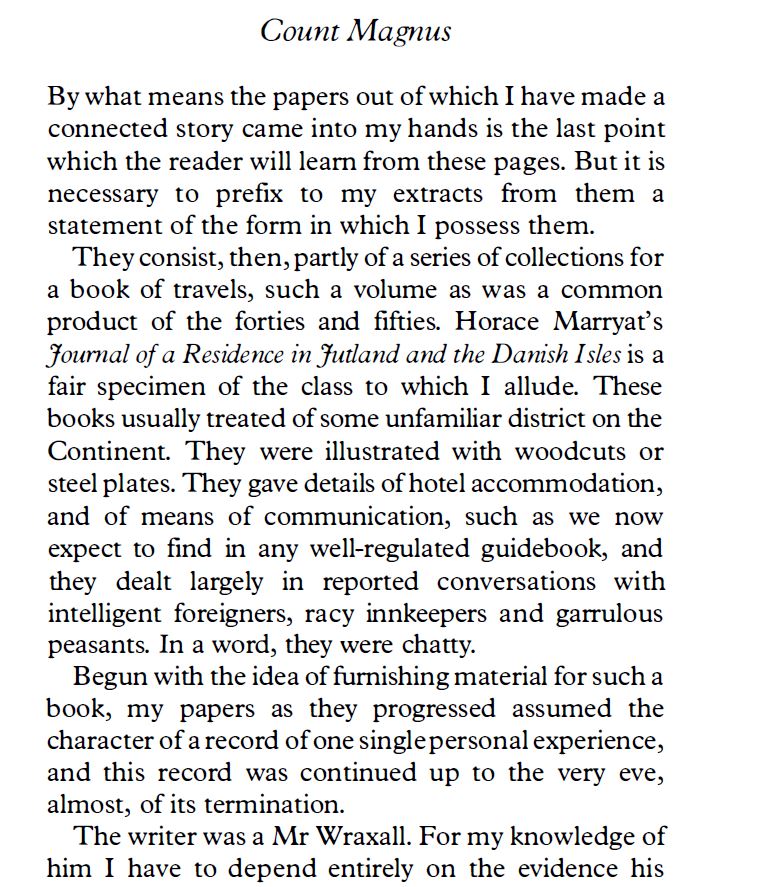 Count Magnus
By what means the papers out of which I have made a
connected story came into my hands is the last point
which the reader will learn from these pages. But it is
necessary to prefix to my extracts from them a
statement of the form in which I possess them.
They consist, then, partly of a series of collections for
a book of travels, such a volume as was a common
product of the forties and fifties. Horace Marryat’s
Journal of a Residence in Jutland and the Danish Isles is a
fair specimen of the class to which I allude. These
books usually treated of some unfamiliar district on the
Continent. They were illustrated with woodcuts or
steel plates. They gave details of hotel accommodation,
and of means of communication, such as we now
expect to find in any well-regulated guidebook, and
they dealt largely in reported conversations with
intelligent foreigners, racy innkeepers and garrulous
peasants. In a word, they were chatty.
Begun with the idea of furnishing material for such a
book, my papers as they progressed assumed the
character of a record of one single personal experience,
and this record was continued up to the very eve,
almost, of its termination.
The writer was a Mr Wraxall. For my knowledge of
him I have to depend entirely on the evidence his